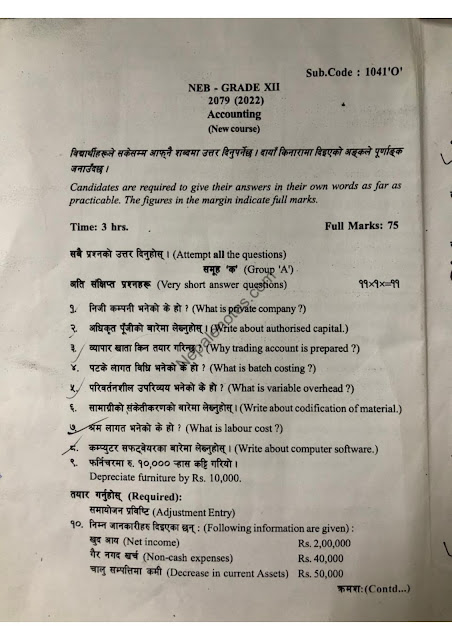 Sub.Code : 1041'O'
NEB - GRADE XII
2079 (2022)
Accounting
(New course)
विद्यार्थीहरूले सकेसम्म आफ्नै शब्दमा उत्तर दिनुपर्नेछ। दायाँ किनारामा दिइएको अङ्कले पूर्णाङ्क
जनाउँदछ।
Candidates are required to give their answers in their own words as far as
practicable. The figures in the margin indicate full marks.
Time: 3 hrs. Full Marks: 75
सबै प्रश्नको उत्तर दिनुहोस् । (Attempt all the questions)
समूह 'क' (Group 'A')
अति संक्षिप्त प्रश्नहरू (Very short answer questions) ११×१×=११
१. निजी कम्पनी भनेको के हो ? (What is private company ?)
२. अधिकृत पूँजीको बारेमा लेख्नुहोस् । (Write about authorised capital.)
३. व्यापार खाता किन तयार गरिन्छ ? (Why trading account is prepared ?)
४. पटके लागत विधि भनेको के हो ? (What is batch costing ?)
५. परिवर्तनशील उपरिव्यय भनेको के हो ? (What is variable overhead ?)
६. सामाग्रीको संकेतीकरणको बारेमा लेख्नुहोस् । (Write about codification of material.)
७. श्रम लागत भनेको के हो ? (What is labour cost ?)
८. कम्प्युटर सफ्टवेयरका बारेमा लेख्नुहोस् । (Write about computer software.)
९. फर्निचरमा रु. १०,००० ऱ्हास कट्टि गरियो ।
Depreciate furniture by Rs. 10,000.
तयार गर्नुहोस् (Required):
समायोजन प्रविष्टि (Adjustment Entry)
१०. निम्न जानकारीहरु दिइएका छन् : (Following information are given) :
खुद आय (Net income) Rs. 2,00,000
गैर नगद खर्च (Non-cash expenses) Rs. 40,000
चालु सम्पत्तिमा कमी (Decrease in current Assets) Rs. 50,000
क्रमशः(Contd...)
Nepalenotes.com